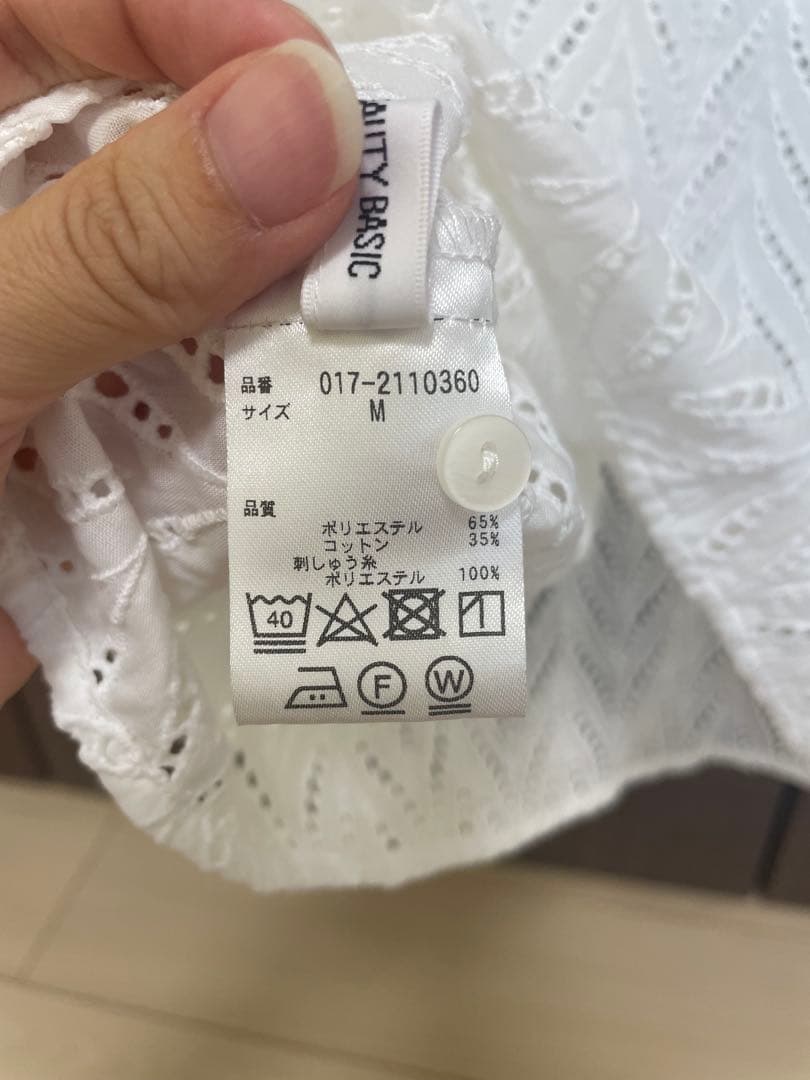 BASIC
品番 017-2110360
サイズ M
品質
ポリエステル 65%
コットン 35%
刺しゅう糸
ポリエステル 100%
40
F W